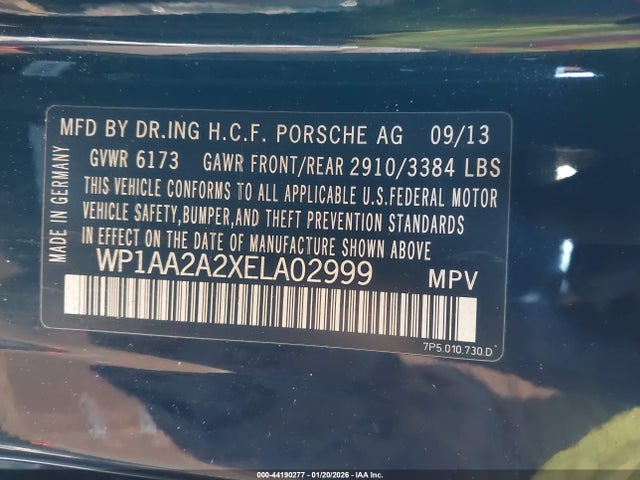 MFD BY DR.ING H.C.F. PORSCHE AG 09/13
GVWR 6173 GAWR FRONT/REAR 2910/3384 LBS
THIS VEHICLE CONFORMS TO ALL APPLICABLE U.S.FEDERAL MOTOR
VEHICLE SAFETY,BUMPER,AND THEFT PREVENTION STANDARDS
IN EFFECT ON THE DATE OF MANUFACTURE SHOWN ABOVE
WP1AA2A2XELA02999 MPV
7P5.010.730.D
MADE IN GERMANY
000-44190277 - 01/20/2026 - IAA Inc.